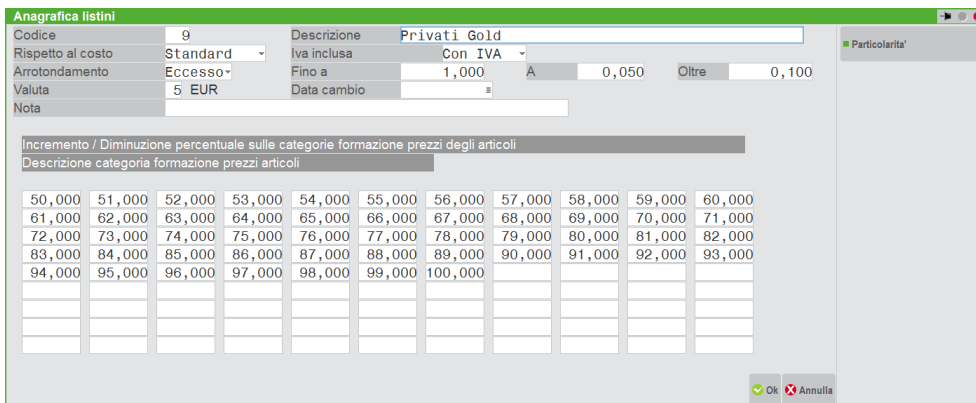 Anagrafica listini
Codice 9 Descrizione Privati Gold
Particolarita'
Rispetto al costo Standard Iva inclusa Con IVA
Arrotondamento Eccesso Fino a 1,000 A 0,050 Oltre 0,100
Valuta 5 EUR Data cambio
Nota
Incremento / Diminuzione percentuale sulle categorie formazione prezzi degli articoli
Descrizione categoria formazione prezzi articoli
50,000 51,000 52,000 53,000 54,000 55,000 56,000 57,000 58,000 59,000 60,000
61,000 62,000 63,000 64,000 65,000 66,000 67,000 68,000 69,000 70,000 71,000
72,000 73,000 74,000 75,000 76,000 77,000 78,000 79,000 80,000 81,000 82,000
83,000 84,000 85,000 86,000 87,000 88,000 89,000 90,000 91,000 92,000 93,000
94,000 95,000 96,000 97,000 98,000 99,000 100,000
Ok Annulla